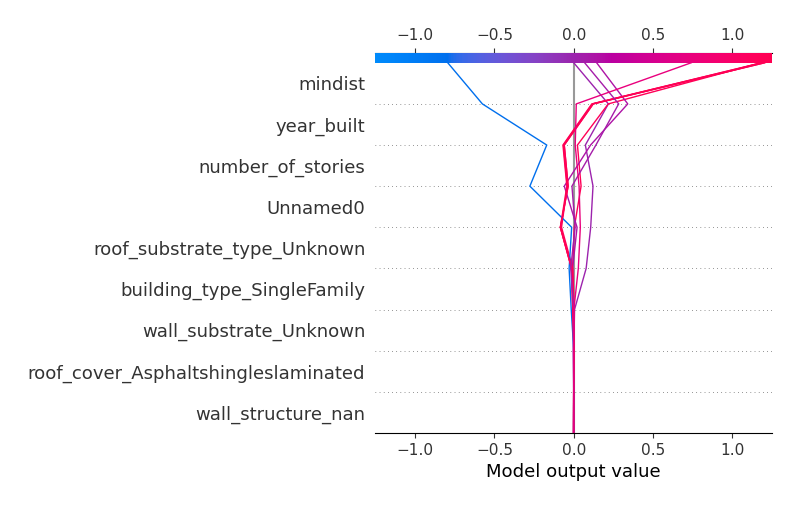 −1.0 −0.5 0.0 0.5 1.0
mindist
year_built
number_of_stories
Unnamed0
roof_substrate_type_Unknown
building_type_SingleFamily
wall_substrate_Unknown
roof_cover_Asphaltshingleslaminated
wall_structure_nan
−1.0 −0.5 0.0 0.5 1.0
Model output value